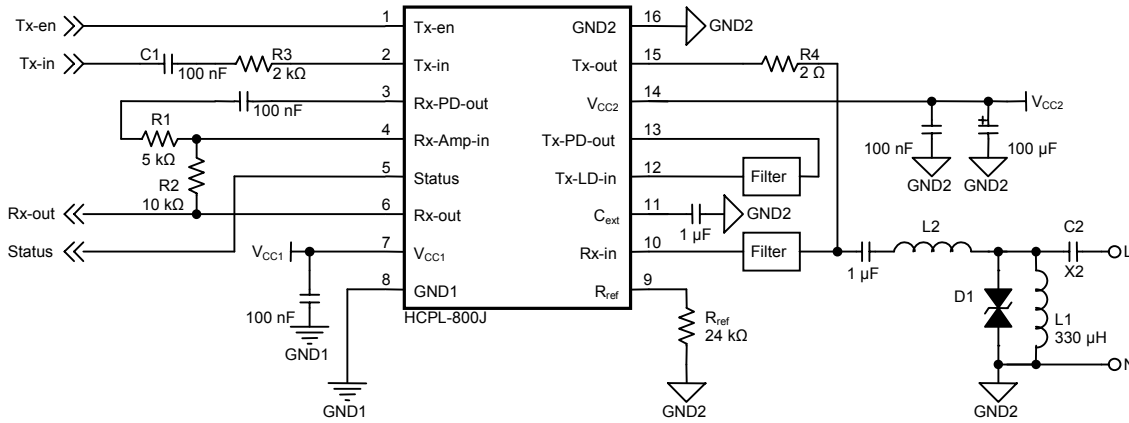 Tx-en
1
Tx-en
GND2
16
GND2
Tx-in
C1
100 nF
R3
2 kΩ
2
Tx-in
Tx-out
15
R4
2 Ω
100 nF
3
Rx-PD-out
VCC2
14
VCC2
R1
5 kΩ
4
Rx-Amp-in
Tx-PD-out
13
100 nF
100 µF
+
GND2
GND2
R2
10 kΩ
5
Status
Tx-LD-in
12
Filter
Rx-out
6
Rx-out
Cext
11
1 µF
GND2
Status
VCC1
7
VCC1
Rx-in
10
Filter
1 µF
L2
C2
X2
L
100 nF
GND1
8
GND1
Rref
9
HCPL-800J
Rref
24 kΩ
D1
L1
330 µH
N
GND1
GND2
GND2